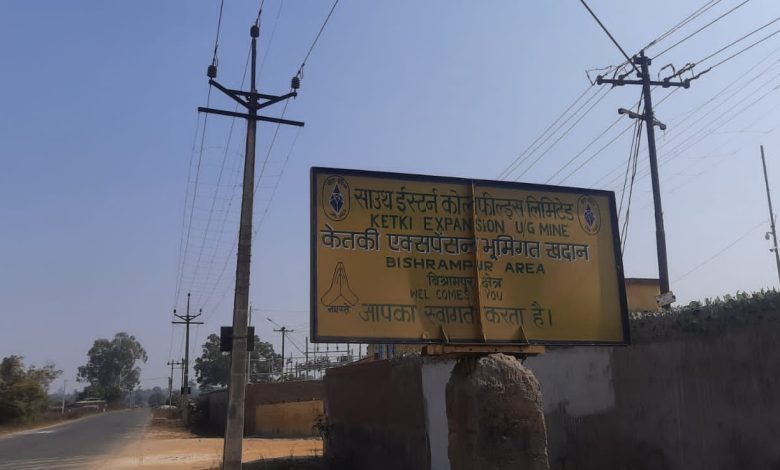 साउथ ईस्टर्न कोलफील्ड्स लिमिटेड
KETKI EXPANSION U/G MINE
केतकी एक्सपेंसन भूमिगत खदान
BISHRAMPUR AREA
बिश्रामपुर क्षेत्र
WEL COMES YOU
नमस्ते
आपका स्वागत करता है।